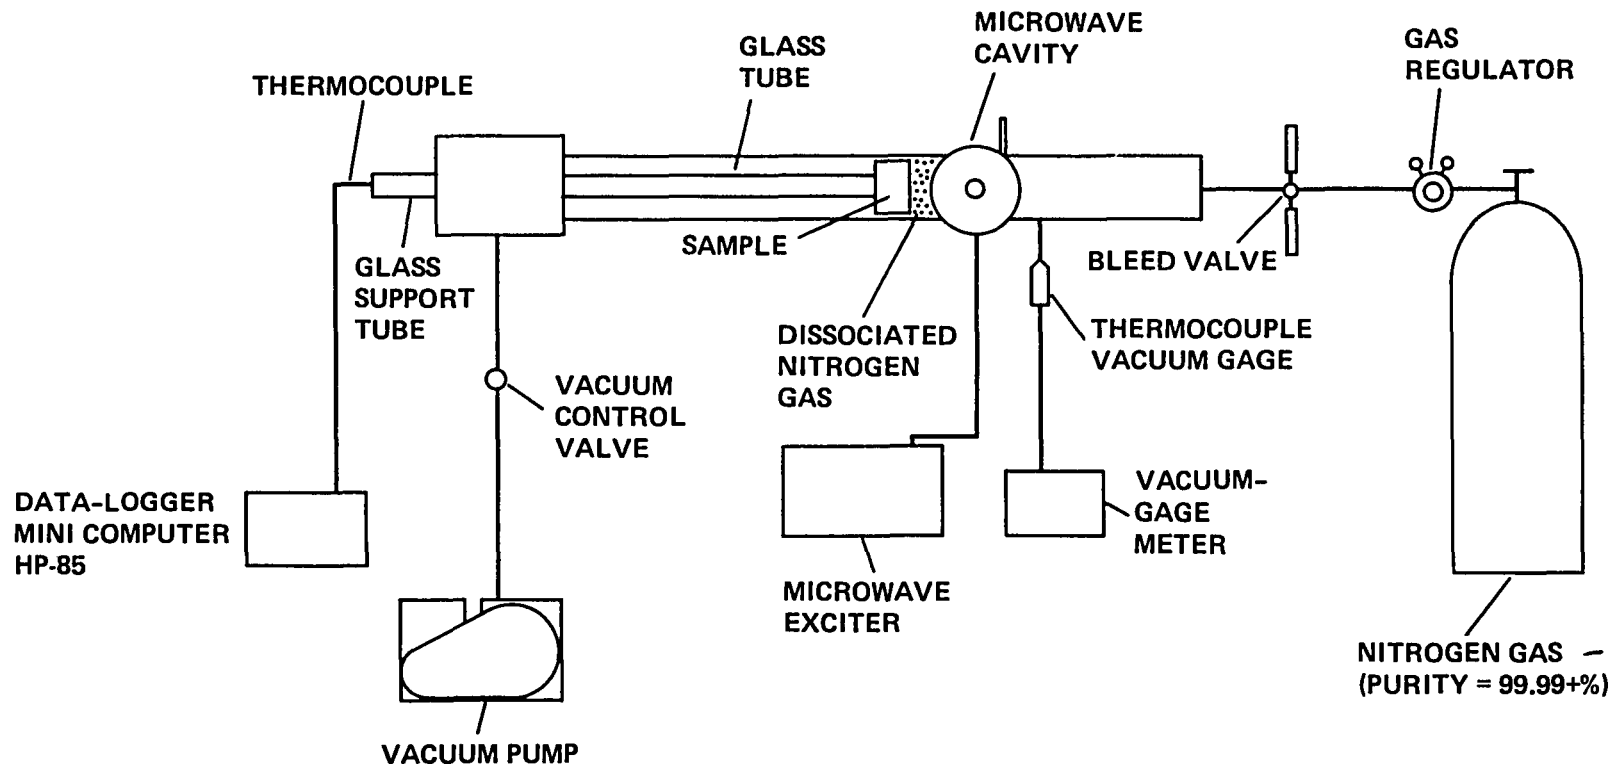 MICROWAVE
CAVITY
GLASS
TUBE
GAS
REGULATOR
THERMOCOUPLE
SAMPLE
BLEED VALVE
GLASS
SUPPORT
TUBE
DISSOCIATED
NITROGEN
GAS
THERMOCOUPLE
VACUUM GAGE
VACUUM
CONTROL
VALVE
DATA-LOGGER
MINI COMPUTER
HP-85
VACUUM-
GAGE
METER
MICROWAVE
EXCITER
NITROGEN GAS –
(PURITY = 99.99+%)
VACUUM PUMP